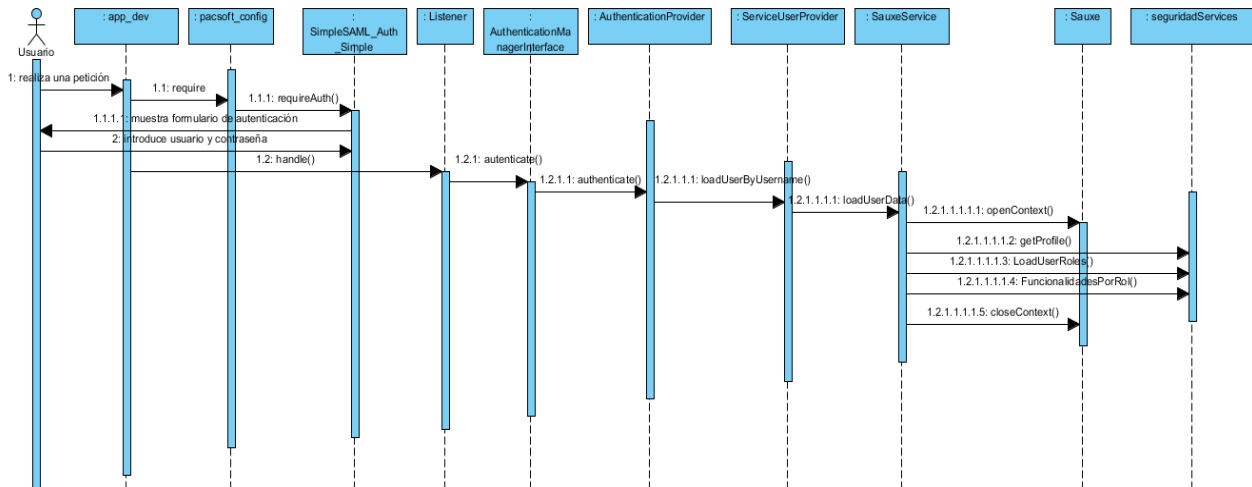 : app_dev
: pacsoft_config
:
SimpleSAML_Auth
_Simple
: Listener
:
AuthenticationMa
nagerInterface
: AuthenticationProvider
: ServiceUserProvider
: SauxeService
: Sauxe
: seguridadServices
Usuario
1: realiza una petición
1.1: require
1.1.1: requireAuth()
1.1.1.1: muestra formulario de autenticación
2: introduce usuario y contraseña
1.2: handle()
1.2.1: autenticate()
1.2.1.1: authenticate()
1.2.1.1.1: loadUserByUsername()
1.2.1.1.1.1: loadUserData()
1.2.1.1.1.1.1: openContext()
1.2.1.1.1.1.2: getProfile()
1.2.1.1.1.1.3: LoadUserRoles()
1.2.1.1.1.1.4: FuncionalidadesPorRol()
1.2.1.1.1.1.5: closeContext()